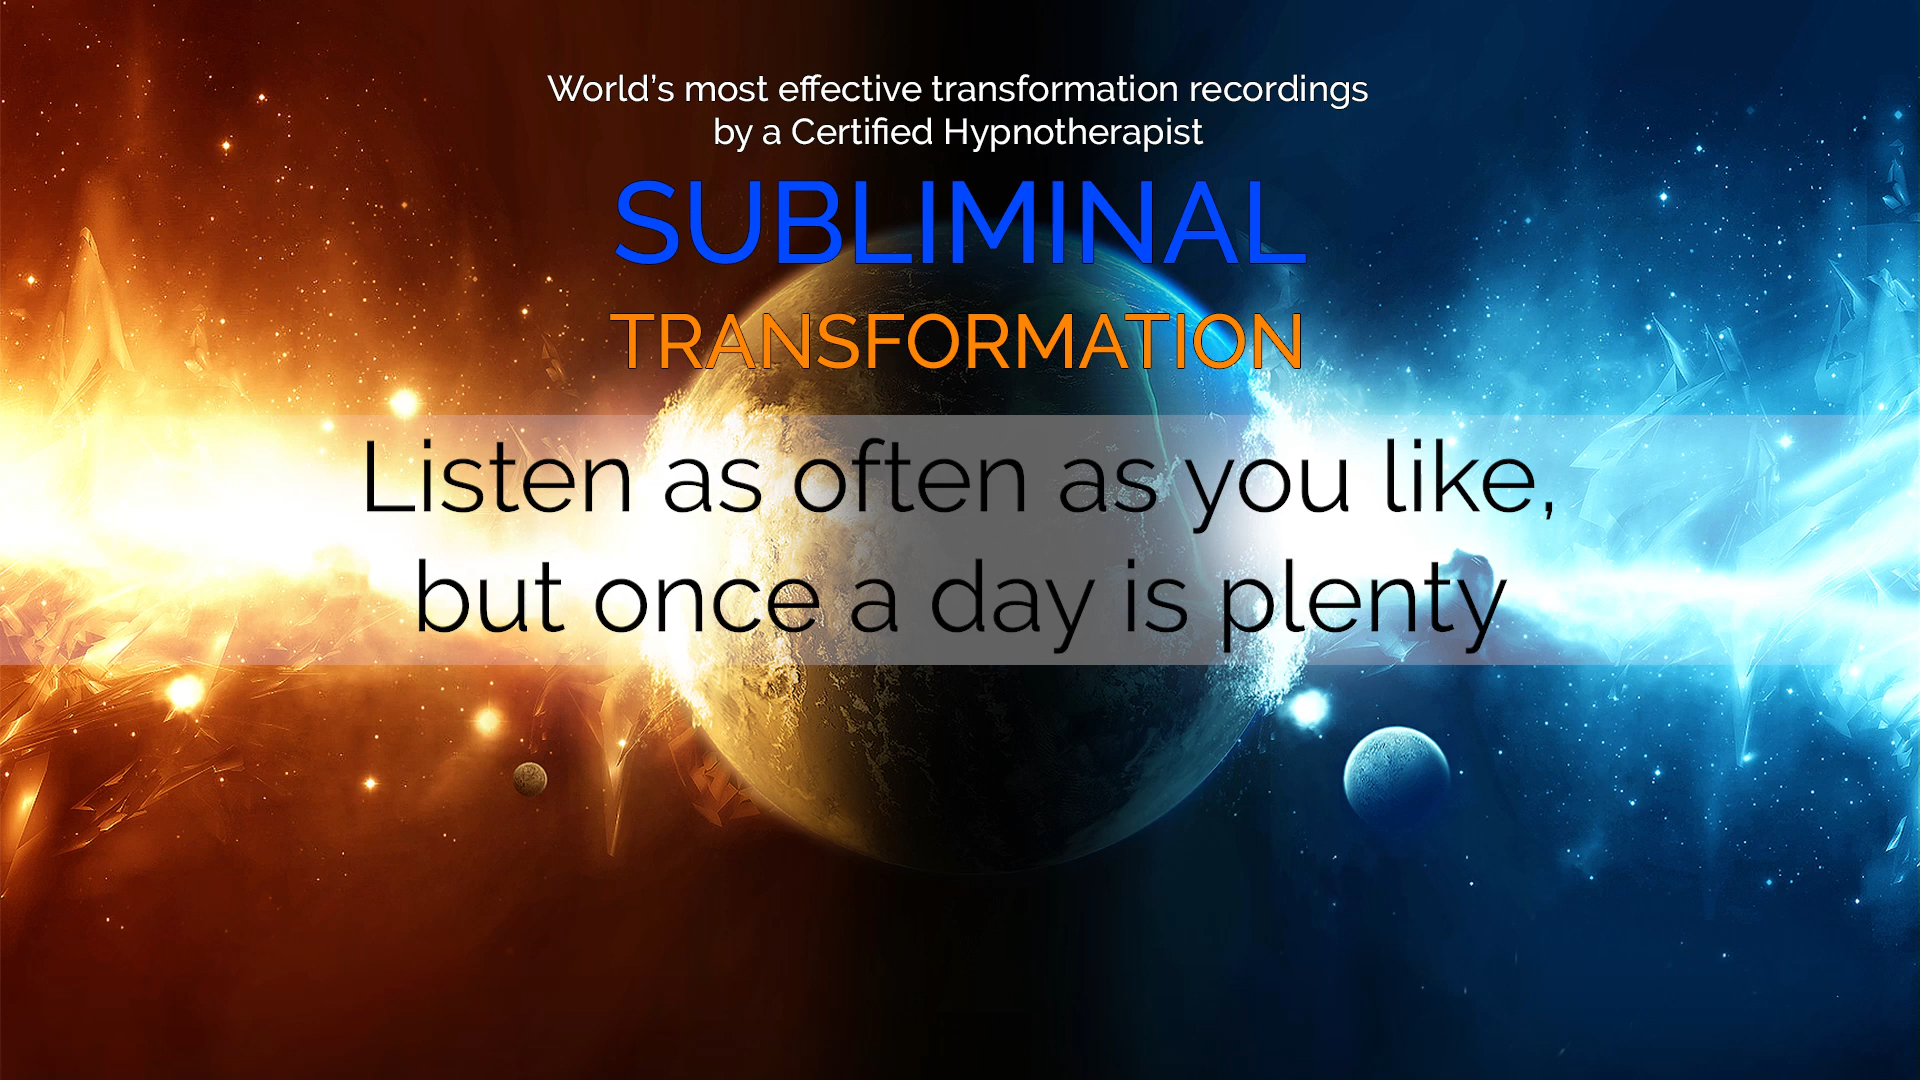 World's most effective transformation recordings
by a Certified Hypnotherapist
SUBLIMINAL
TRANSFORMATION
Listen as often as you like,
but once a day is plenty